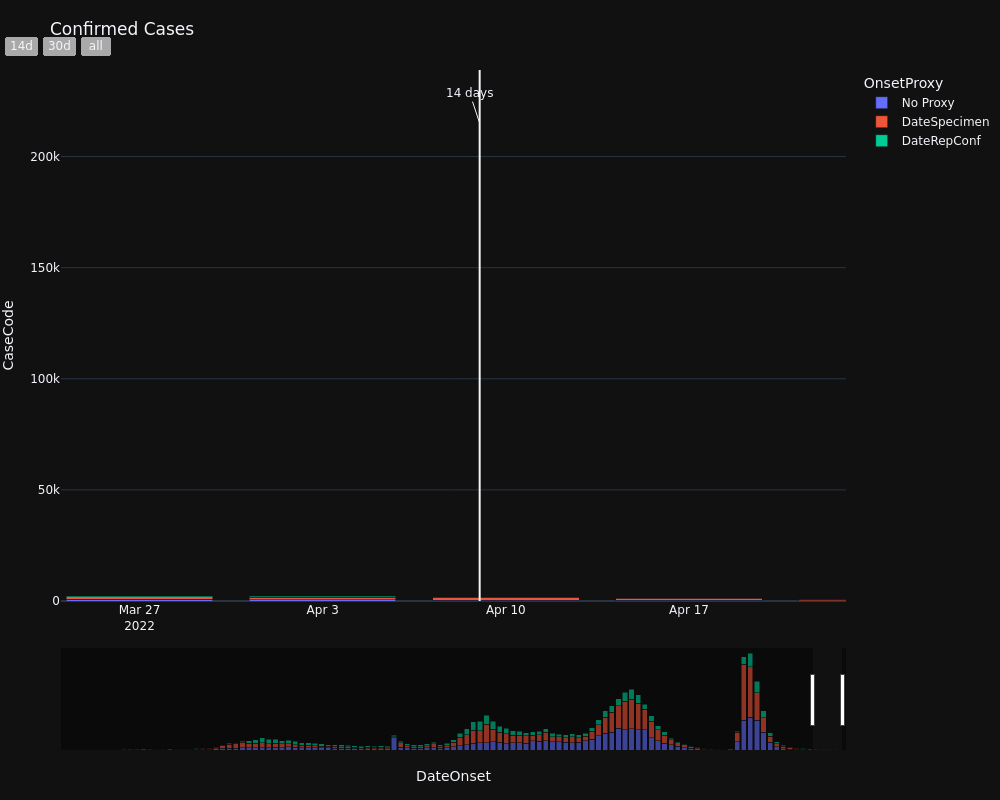 Confirmed Cases
14d 30d all
OnsetProxy
No Proxy
DateSpecimen
DateRepConf
14 days
200k
150k
100k
50k
0
CaseCode
Mar 27 Apr 3 Apr 10 Apr 17
2022
DateOnset